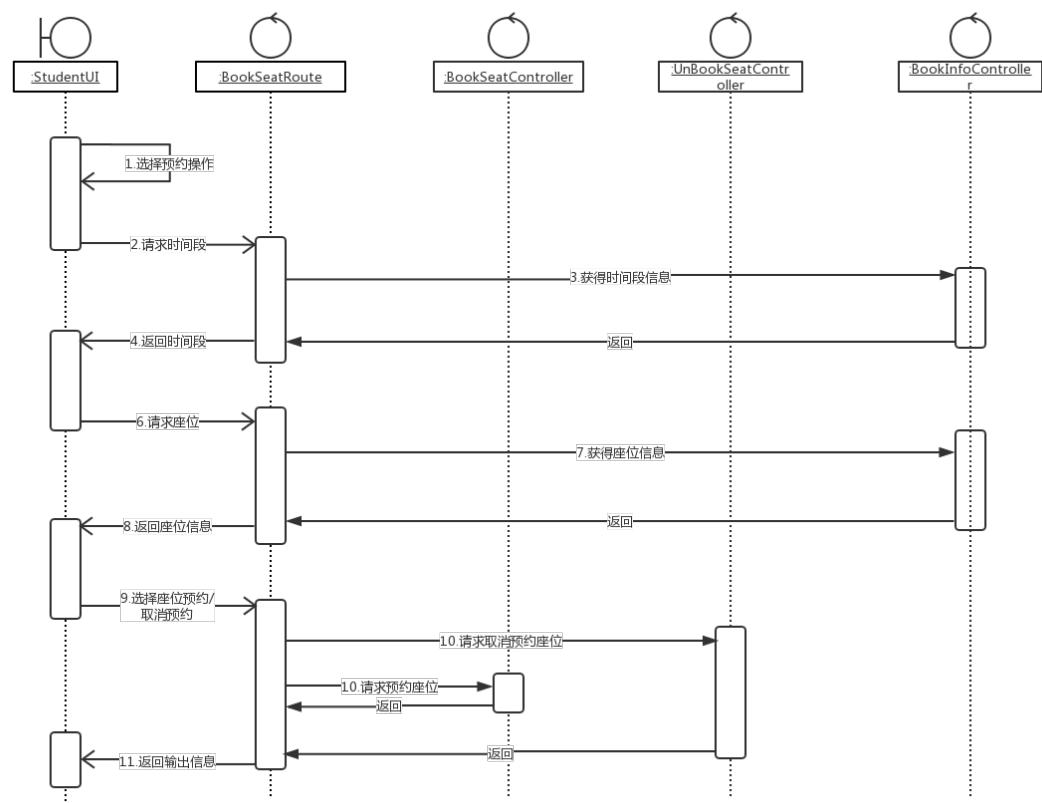 :StudentUI
:BookSeatRoute
:BookSeatController
:UnBookSeatContr
oller
:BookInfoControlle
r
1.选择预约操作
2.请求时间段
3.获得时间段信息
4.返回时间段
返回
6.请求座位
7.获得座位信息
8.返回座位信息
返回
9.选择座位预约/
取消预约
10.请求取消预约座位
10.请求预约座位
返回
返回
11.返回输出信息